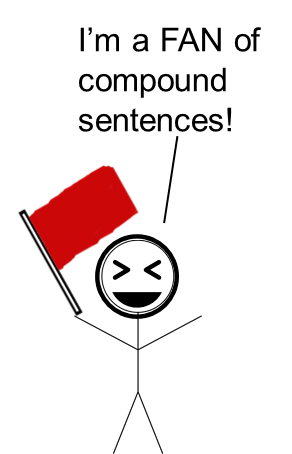 I’m a FAN of
compound
sentences!